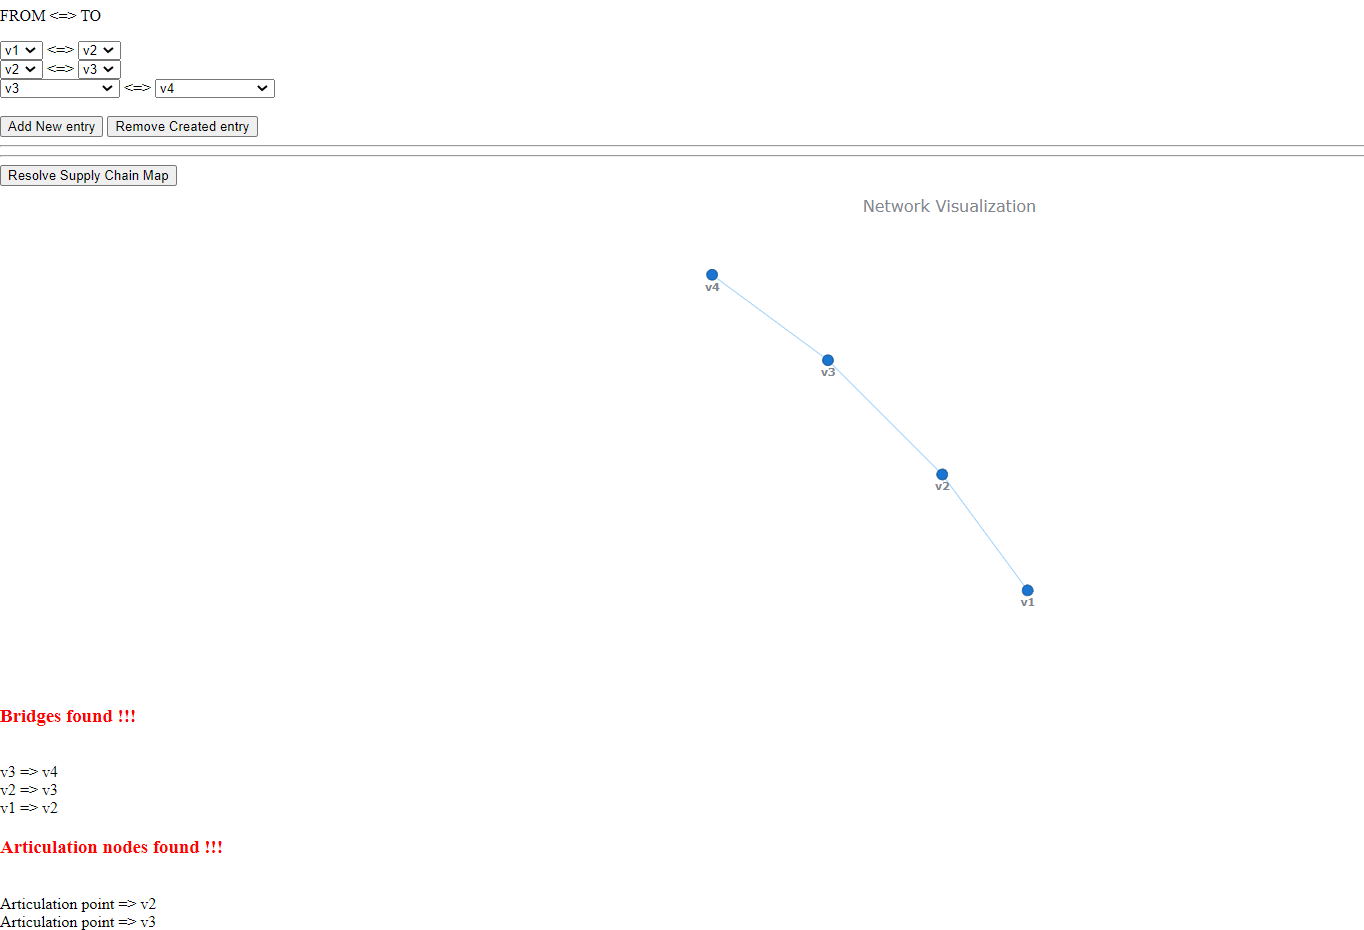 FROM <=> TO
v1 <=> v2
v2 <=> v3
v3 <=> v4
Add New entry Remove Created entry
Resolve Supply Chain Map
Network Visualization
v4
v3
v2
v1
Bridges found !!!
v3 => v4
v2 => v3
v1 => v2
Articulation nodes found !!!
Articulation point => v2
Articulation point => v3